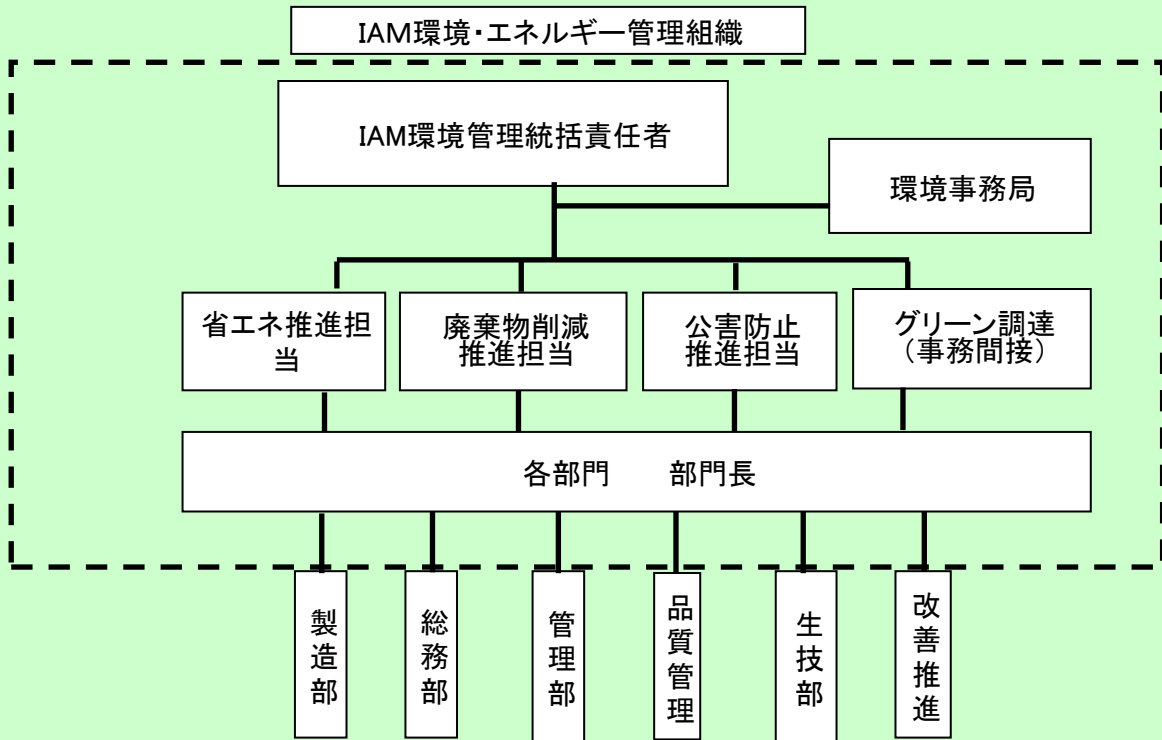 IAM環境・エネルギー管理組織
IAM環境管理統括責任者
環境事務局
省エネ推進担
当
廃棄物削減
推進担当
公害防止
推進担当
グリーン調達
（事務間接）
各部門　　部門長
製造部
総務部
管理部
品質管理
生技部
改善推進